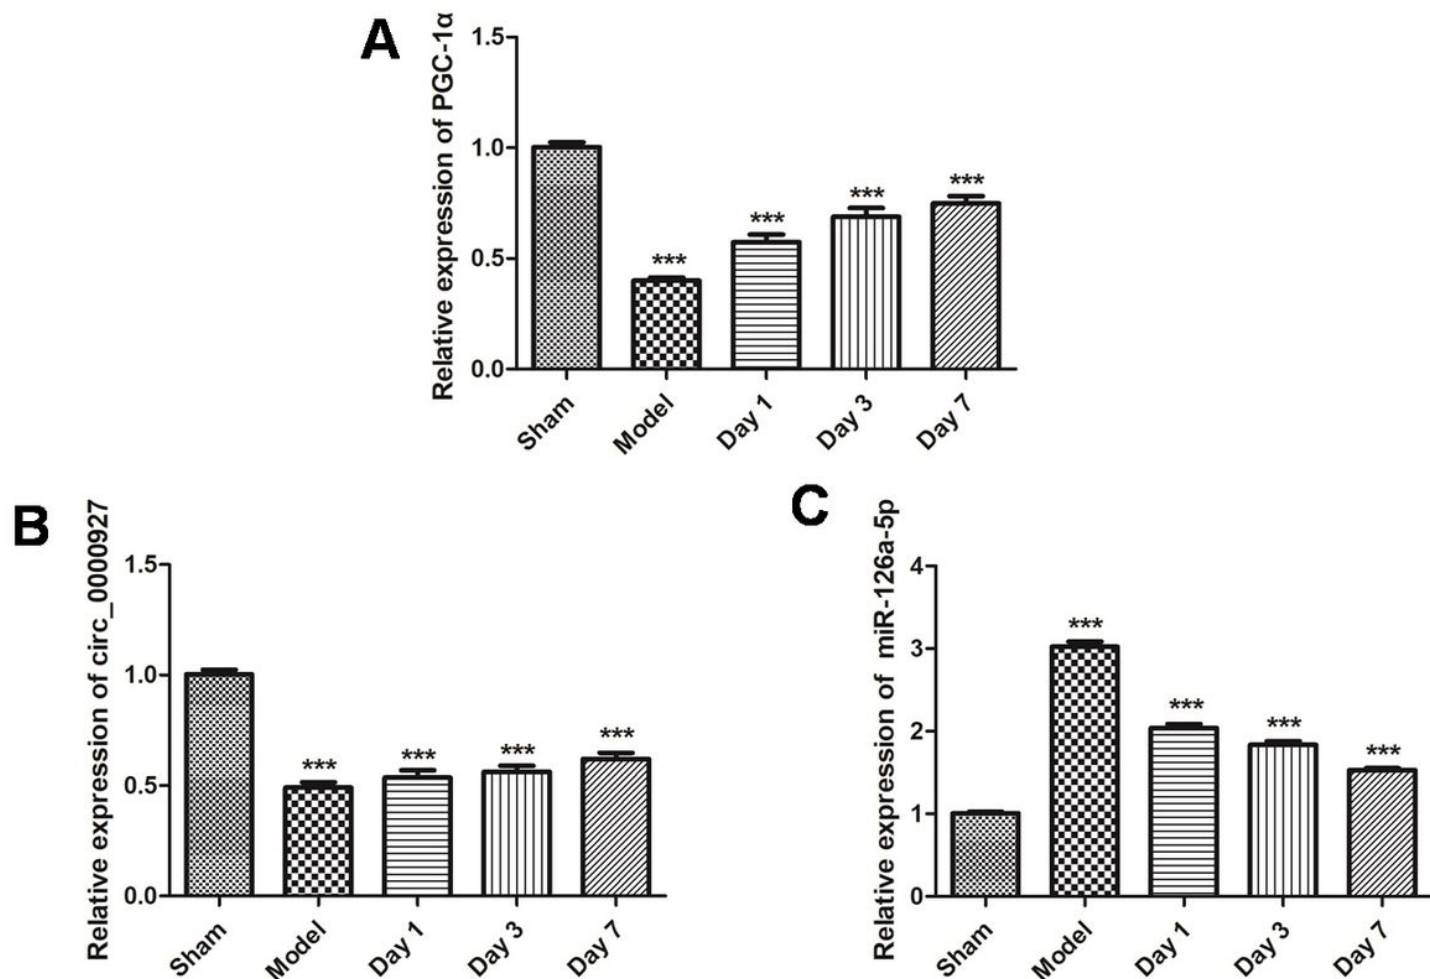 A
Relative expression of PGC-1α
1.5
1.0
0.5
0.0
***
***
***
***
Sham
Model
Day 1
Day 3
Day 7
B
Relative expression of circ_0000927
1.5
1.0
0.5
0.0
***
***
***
***
Sham
Model
Day 1
Day 3
Day 7
C
Relative expression of miR-126a-5p
4
3
2
1
0
***
***
***
***
Sham
Model
Day 1
Day 3
Day 7